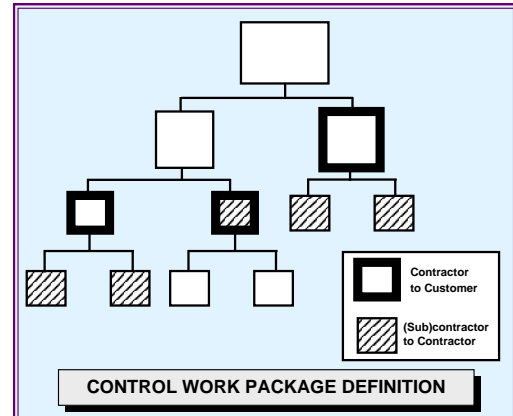 Contractor
to Customer
(Sub)contractor
to Contractor
CONTROL WORK PACKAGE DEFINITION